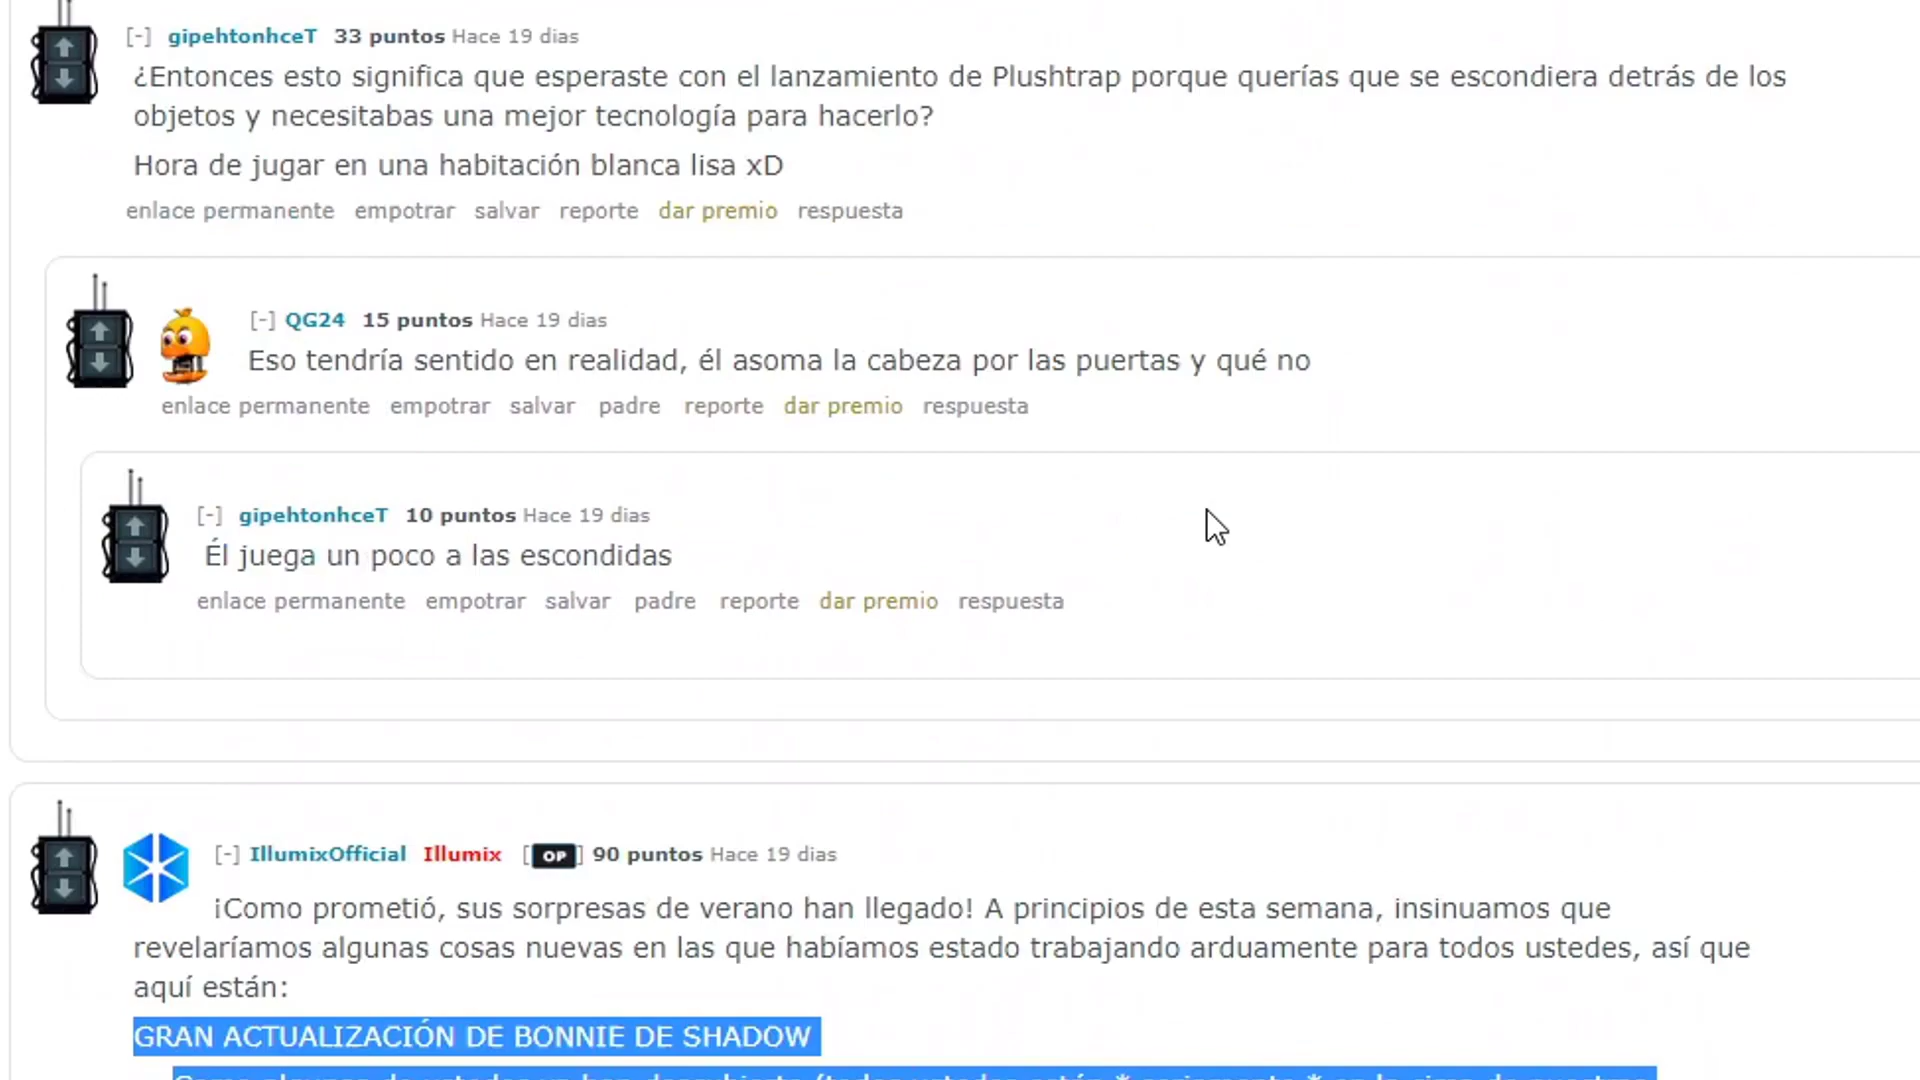 [-] gipehtonhceT 33 puntos Hace 19 dias
¿Entonces esto significa que esperaste con el lanzamiento de Plushtrap porque querías que se escondiera detrás de los
objetos y necesitabas una mejor tecnología para hacerlo?
Hora de jugar en una habitación blanca lisa xD
enlace permanente empotrar salvar reporte dar premio respuesta
[-] QG24 15 puntos Hace 19 dias
Eso tendría sentido en realidad, él asoma la cabeza por las puertas y qué no
enlace permanente empotrar salvar padre reporte dar premio respuesta
[-] gipehtonhceT 10 puntos Hace 19 dias
Él juega un poco a las escondidas
enlace permanente empotrar salvar padre reporte dar premio respuesta
[-] IllumixOfficial Illumix [OP] 90 puntos Hace 19 dias
¡Como prometió, sus sorpresas de verano han llegado! A principios de esta semana, insinuamos que
revelaríamos algunas cosas nuevas en las que habíamos estado trabajando arduamente para todos ustedes, así que
aquí están:
GRAN ACTUALIZACIÓN DE BONNIE DE SHADOW